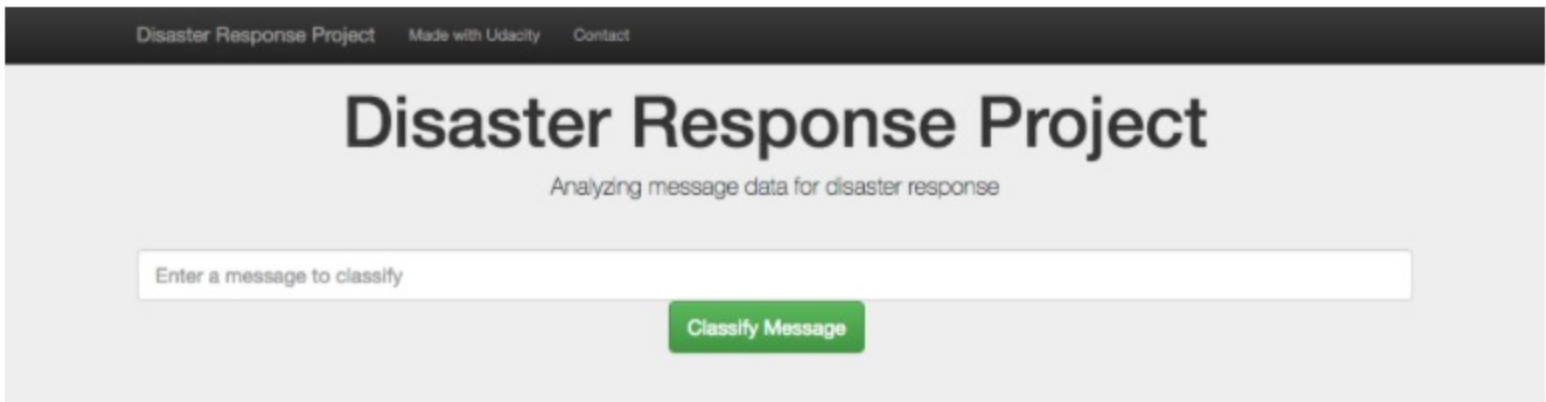 Disaster Response Project Made with Udacity Contact
Disaster Response Project
Analyzing message data for disaster response
Enter a message to classify
Classify Message